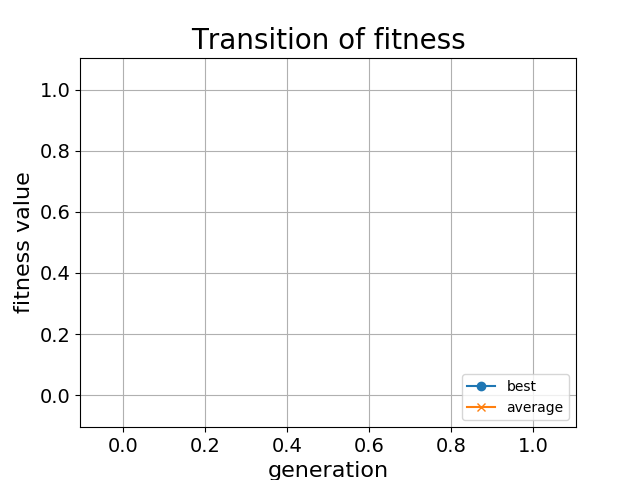 Transition of fitness
fitness value
1.0
0.8
0.6
0.4
0.2
0.0
best
average
0.0 0.2 0.4 0.6 0.8 1.0
generation